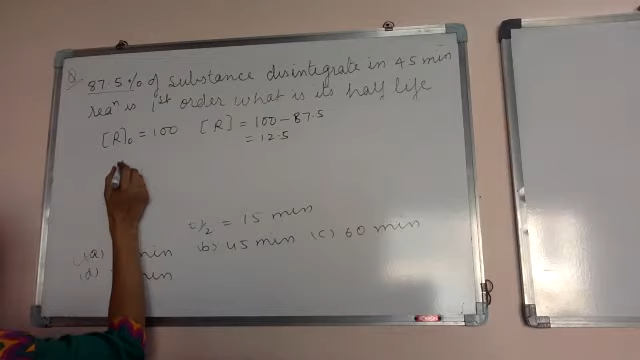 Q. 87.5% of substance disintegrate in 45 min
reaⁿ is 1st order what is its half life
[R]₀ = 100 [R] = 100 - 87.5
= 12.5
t1/2 = 15 min
(a) min (b) 45 min (c) 60 min
(d) min